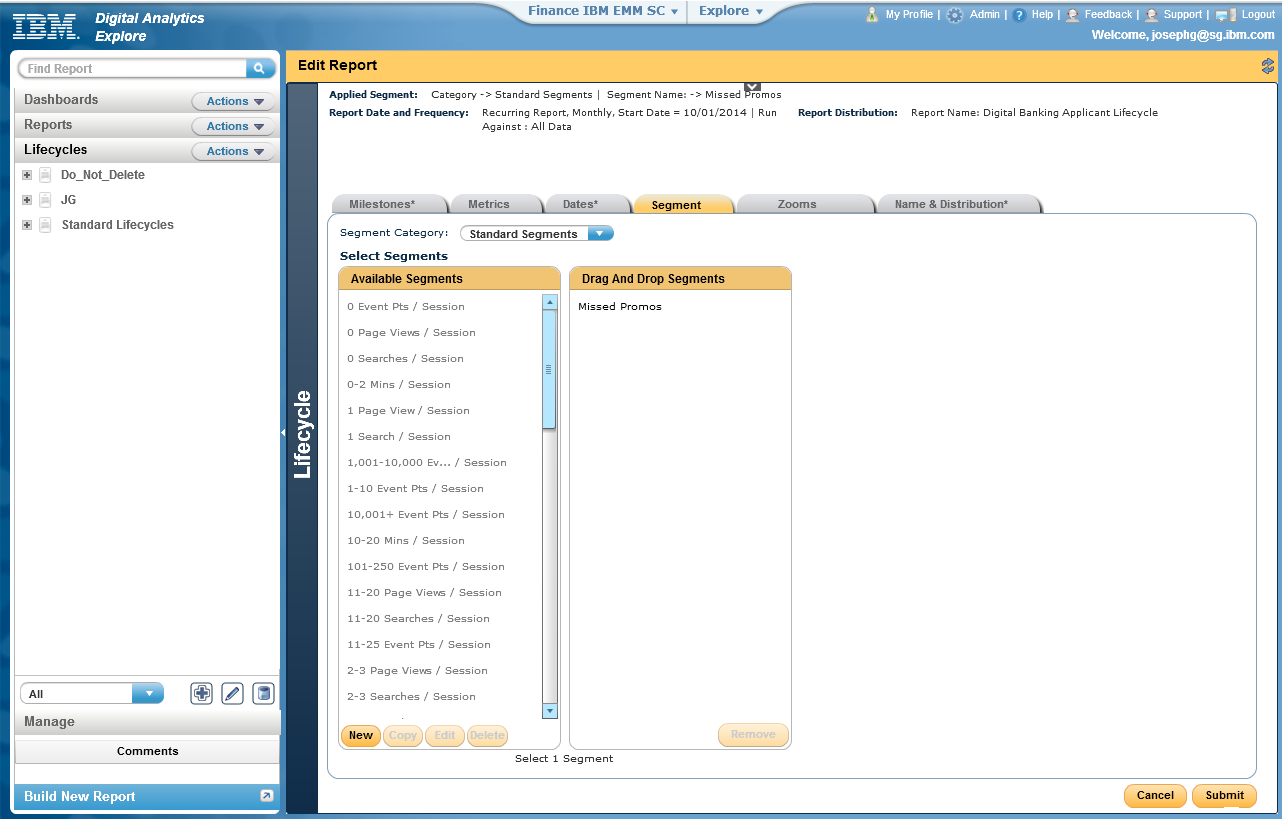 IBM.
Digital Analytics
Explore
Finance IBM EMM SC
Explore
My Profile | Admin | Help | Feedback | Support | Logout
Welcome, josephg@sg.ibm.com
Find Report
Dashboards
Actions
Reports
Actions
Lifecycles
Actions
Do_Not_Delete
JG
Standard Lifecycles
All
Manage
Comments
Build New Report
Lifecycle
Edit Report
Applied Segment: Category -> Standard Segments | Segment Name: -> Missed Promos
Report Date and Frequency: Recurring Report, Monthly, Start Date = 10/01/2014 | Run
Against : All Data
Report Distribution: Report Name: Digital Banking Applicant Lifecycle
Milestones*
Metrics
Dates*
Segment
Zooms
Name & Distribution*
Segment Category: Standard Segments
Select Segments
Available Segments
0 Event Pts / Session
0 Page Views / Session
0 Searches / Session
0-2 Mins / Session
1 Page View / Session
1 Search / Session
1,001-10,000 Ev... / Session
1-10 Event Pts / Session
10,001+ Event Pts / Session
10-20 Mins / Session
101-250 Event Pts / Session
11-20 Page Views / Session
11-20 Searches / Session
11-25 Event Pts / Session
2-3 Page Views / Session
2-3 Searches / Session
New
Copy
Edit
Delete
Drag And Drop Segments
Missed Promos
Remove
Select 1 Segment
Cancel
Submit